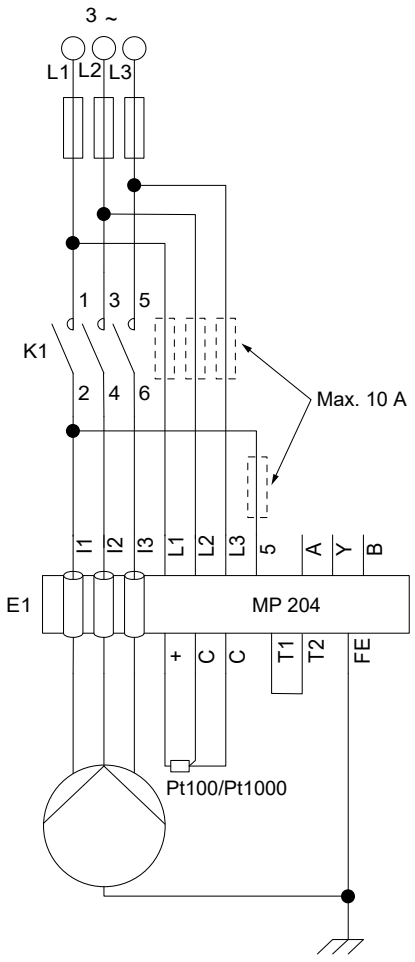 3 ~
L1 L2 L3
1 3 5
K1
2 4 6
Max. 10 A
I1 I2 I3 L1 L2 L3 5 A Y B
E1 MP 204
+ C C T1 T2 FE
Pt100/Pt1000